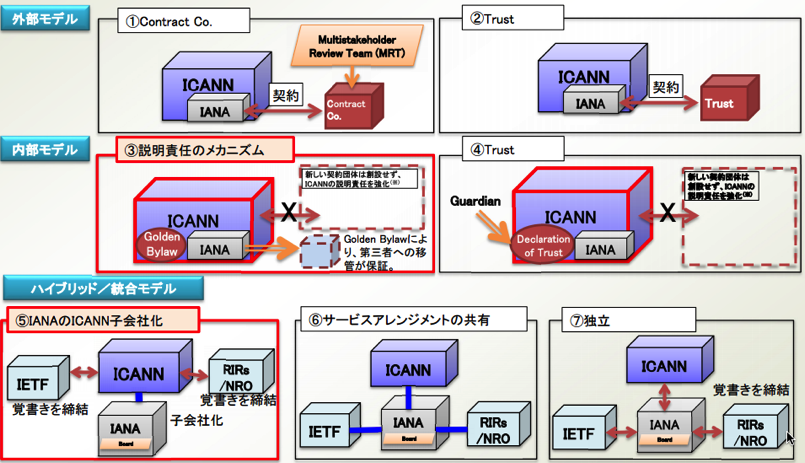 外部モデル
①Contract Co.
Multistakeholder
Review Team (MRT)
ICANN
IANA
契約
Contract
Co.
②Trust
ICANN
IANA
契約
Trust
内部モデル
③説明責任のメカニズム
新しい契約団体は創設せず、
ICANNの説明責任を強化(※)
ICANN
X
Golden
Bylaw
IANA
Golden Bylawによ
り、第三者への移
管が保証。
④Trust
新しい契約団体は
創設せず、ICANNの
説明責任を強化(※)
Guardian
ICANN
X
Declaration
of Trust
IANA
ハイブリッド／統合モデル
⑤IANAのICANN子会社化
IETF
ICANN
RIRs
/NRO
覚書きを締結
覚書きを締結
IANA
Board
子会社化
⑥サービスアレンジメントの共有
ICANN
IETF
IANA
Board
RIRs
/NRO
⑦独立
ICANN
覚書きを締結
IETF
IANA
Board
RIRs
/NRO